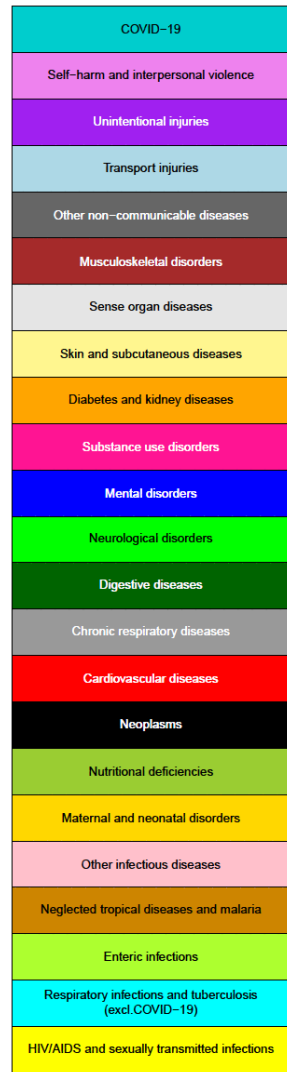 COVID−19
Self−harm and interpersonal violence
Unintentional injuries
Transport injuries
Other non−communicable diseases
Musculoskeletal disorders
Sense organ diseases
Skin and subcutaneous diseases
Diabetes and kidney diseases
Substance use disorders
Mental disorders
Neurological disorders
Digestive diseases
Chronic respiratory diseases
Cardiovascular diseases
Neoplasms
Nutritional deficiencies
Maternal and neonatal disorders
Other infectious diseases
Neglected tropical diseases and malaria
Enteric infections
Respiratory infections and tuberculosis
(excl.COVID−19)
HIV/AIDS and sexually transmitted infections